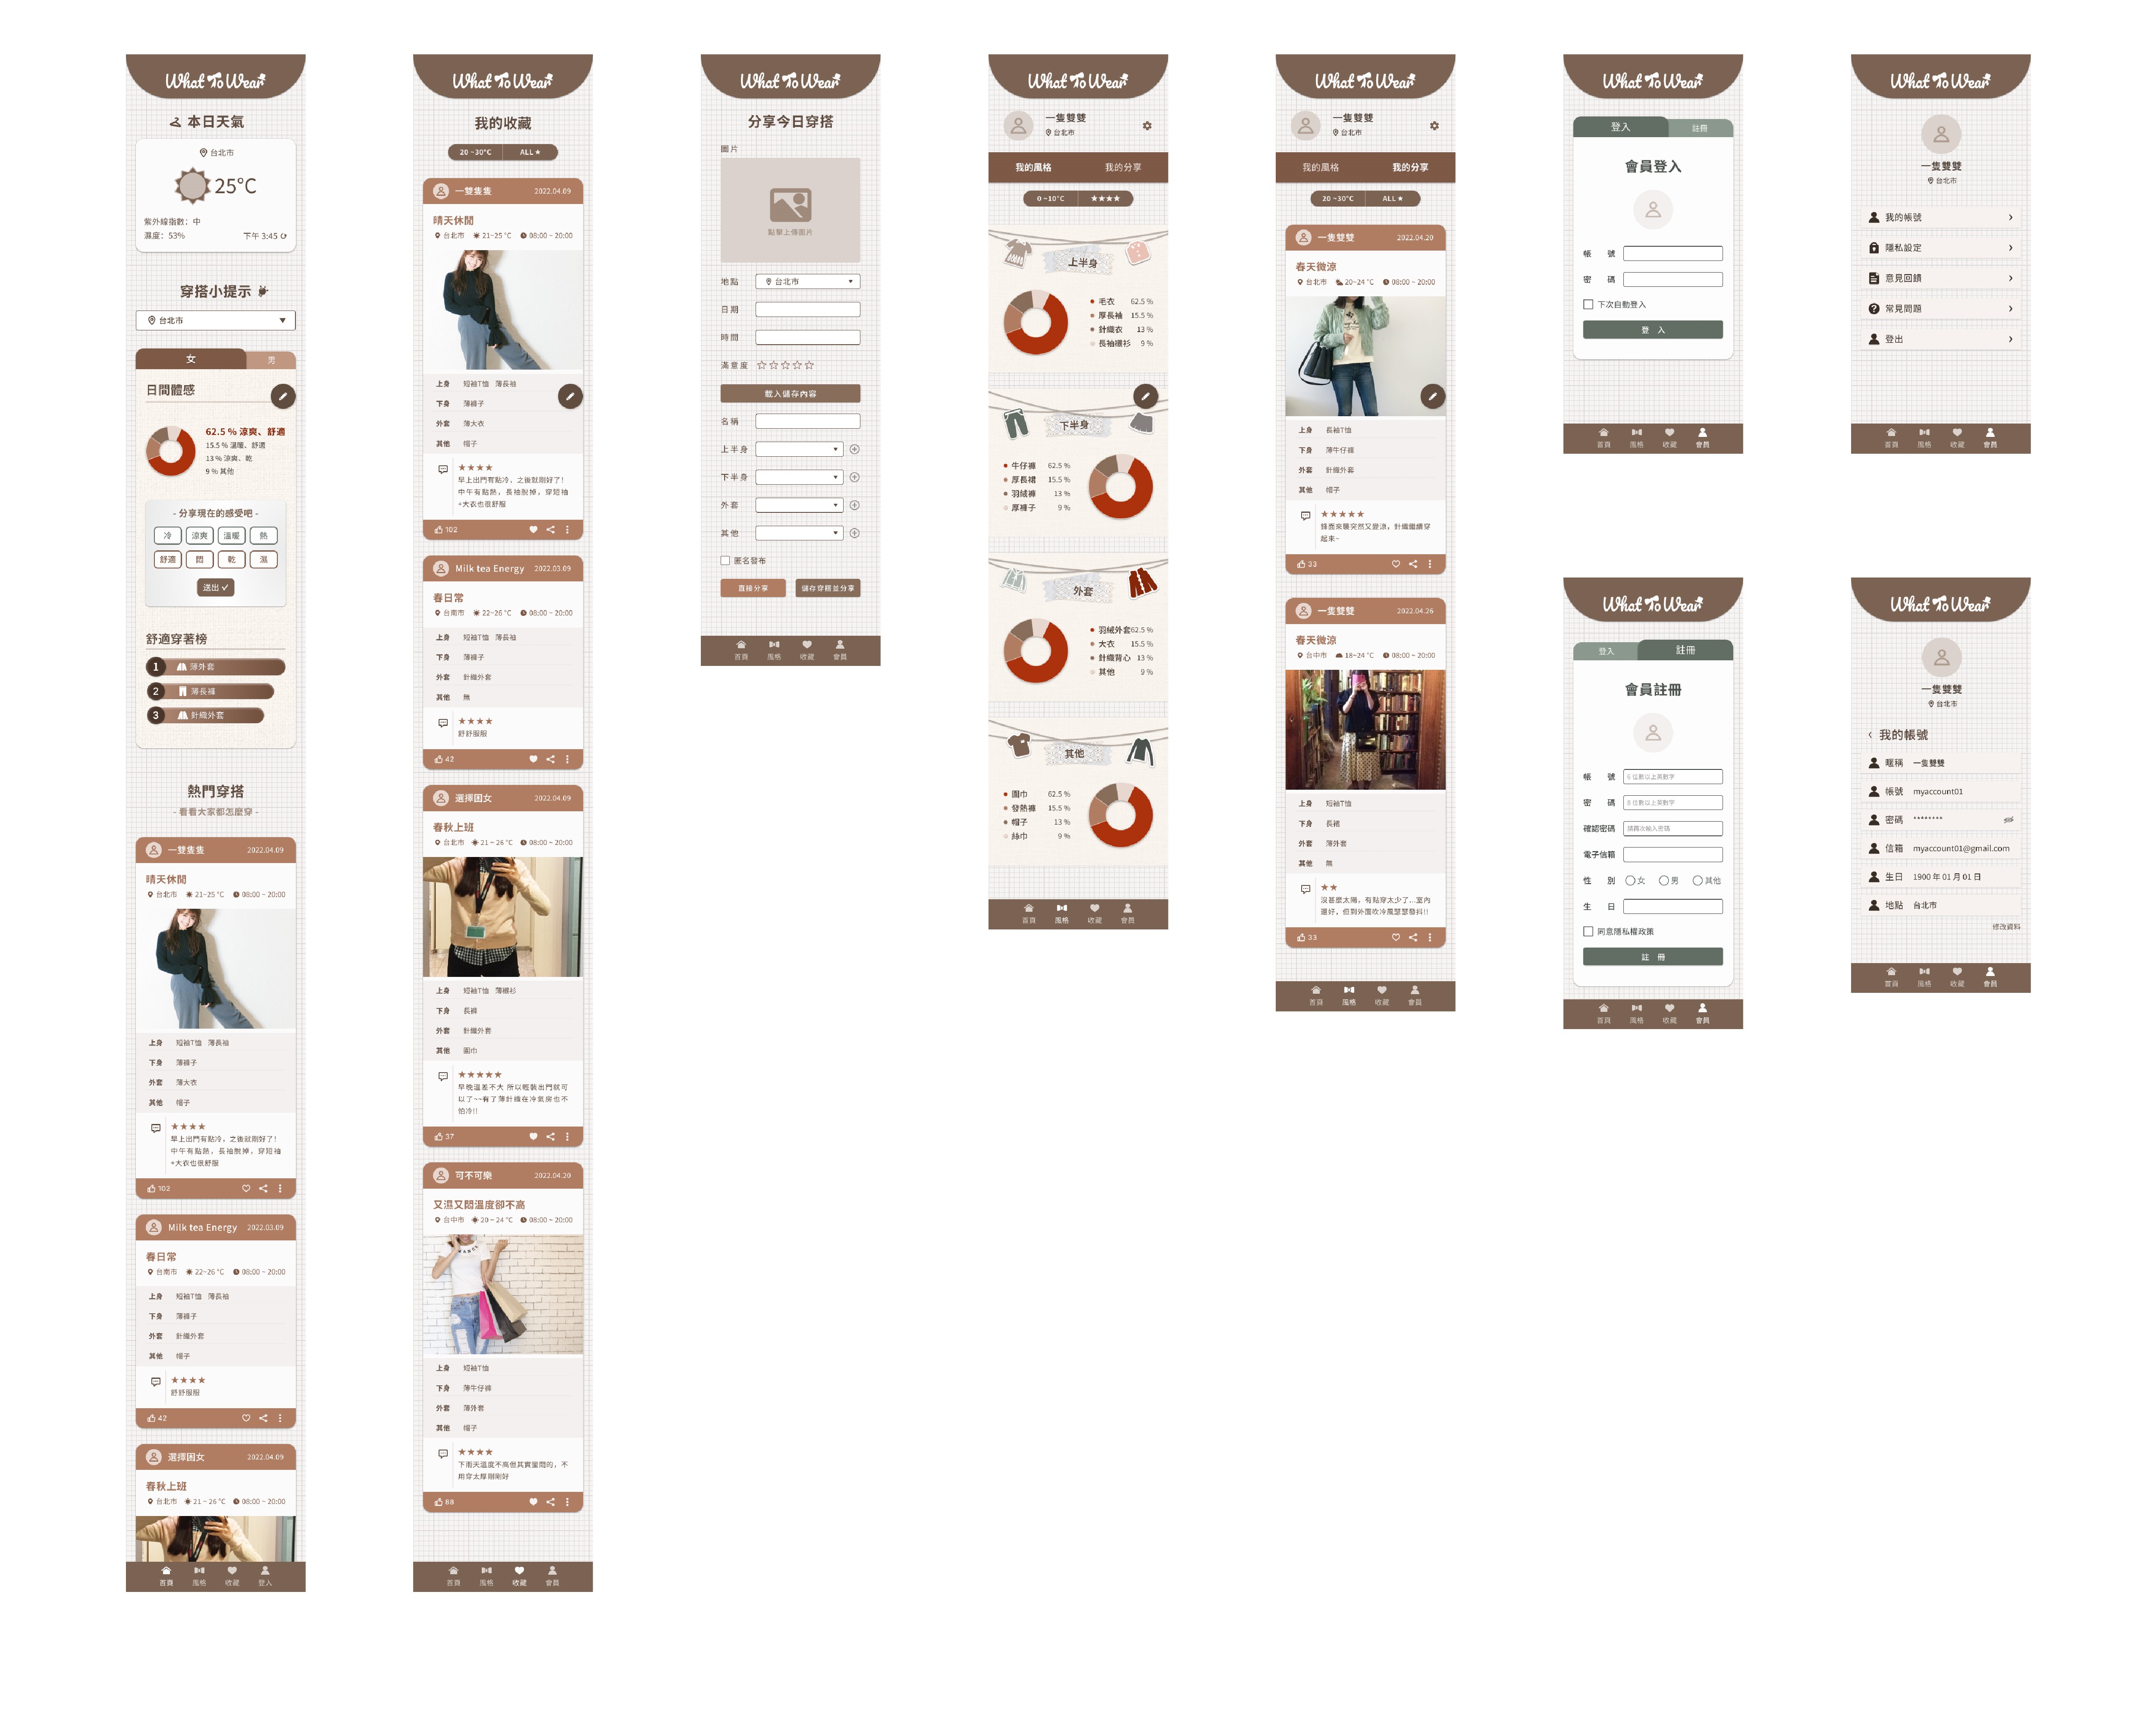 What To Wear
本日天氣
台北市
25°C
紫外線指數: 中
濕度: 53%
下午 3:45
穿搭小提示
台北市
女
男
日間體感
62.5 % 涼爽、舒適
15.5 % 溫暖、舒適
13 % 涼爽、乾
9 % 其他
- 分享現在的感受吧 -
冷
涼爽
溫暖
熱
舒適
悶
乾
濕
送出
舒適穿著榜
1 薄外套
2 薄長褲
3 針織外套
熱門穿搭
- 看看大家都怎麼穿 -
一雙隻隻 2022.04.09
晴天休閒
台北市 21~25 °C 08:00 ~ 20:00
上身 短袖T恤 薄長袖
下身 薄褲子
外套 薄大衣
其他 帽子
★★★★
早上出門有點冷，之後就剛好了!
中午有點熱，長袖脫掉，穿短袖
+大衣也很舒服
102
Milk tea Energy 2022.03.09
春日常
台南市 22~26 °C 08:00 ~ 20:00
上身 短袖T恤 薄長袖
下身 薄褲子
外套 針織外套
其他 帽子
★★★★
舒舒服服
42
選擇困女 2022.04.09
春秋上班
台北市 21 ~ 26 °C 08:00 ~ 20:00
首頁 風格 收藏 登入
What To Wear
我的收藏
20 ~30°C ALL★
一雙隻隻 2022.04.09
晴天休閒
台北市 21~25 °C 08:00 ~ 20:00
上身 短袖T恤 薄長袖
下身 薄褲子
外套 薄大衣
其他 帽子
★★★★
早上出門有點冷，之後就剛好了!
中午有點熱，長袖脫掉，穿短袖
+大衣也很舒服
102
Milk tea Energy 2022.03.09
春日常
台南市 22~26 °C 08:00 ~ 20:00
上身 短袖T恤 薄長袖
下身 薄褲子
外套 針織外套
其他 無
★★★★
舒舒服服
42
選擇困女 2022.04.09
春秋上班
台北市 21 ~ 26 °C 08:00 ~ 20:00
上身 短袖T恤 薄襯衫
下身 長褲
外套 針織外套
其他 圍巾
★★★★★
早晚溫差不大 所以輕裝出門就可
以了~~有了薄針織在冷氣房也不
怕冷!!
37
可不可樂 2022.04.20
又濕又悶溫度卻不高
台中市 20 ~ 24 °C 08:00 ~ 20:00
上身 短袖T恤
下身 薄牛仔褲
外套 薄外套
其他 帽子
★★★★
下雨天溫度不高但其實蠻悶的，不
用穿太厚剛剛好
88
首頁 風格 收藏 會員
What To Wear
分享今日穿搭
圖片
點擊上傳圖片
地點 台北市
日期
時間
滿意度 ☆☆☆☆☆
載入儲存內容
名稱
上半身
下半身
外套
其他
匿名發布
直接分享
儲存穿搭並分享
首頁 風格 收藏 會員
What To Wear
一隻雙雙
台北市
我的風格 我的分享
0 ~10°C ★★★★
上半身
毛衣 62.5 %
厚長袖 15.5 %
針織衣 13 %
長袖襯衫 9 %
下半身
牛仔褲 62.5 %
厚長裙 15.5 %
羽絨褲 13 %
厚褲子 9 %
外套
羽絨外套62.5 %
大衣 15.5 %
針織背心 13 %
其他 9 %
其他
圍巾 62.5 %
發熱褲 15.5 %
帽子 13 %
絲巾 9 %
首頁 風格 收藏 會員
What To Wear
一隻雙雙
台北市
我的風格 我的分享
20 ~30°C ALL★
一隻雙雙 2022.04.29
春天微涼
台北市 20~24 °C 08:00 ~ 20:00
上身 長袖T恤
下身 薄牛仔褲
外套 針織外套
其他 帽子
★★★★★
鋒面來襲突然又變涼，針織繼續穿
起來~
33
一隻雙雙 2022.04.26
春天微涼
台中市 18~24 °C 08:00 ~ 20:00
上身 短袖T恤
下身 長裙
外套 薄外套
其他 無
★★
沒甚麼太陽，有點穿太少了...室內
還好，但到外面吹冷風瑟瑟發抖!!
33
首頁 風格 收藏 會員
What To Wear
登入 註冊
會員登入
帳 號
密 碼
下次自動登入
登 入
首頁 風格 收藏 會員
What To Wear
登入 註冊
會員註冊
帳 號 6 位數以上英數字
密 碼 8 位數以上英數字
確認密碼 請再次輸入密碼
電子信箱
性 別 女 男 其他
生 日
同意隱私權政策
註 冊
首頁 風格 收藏 會員
What To Wear
一隻雙雙
台北市
我的帳號
隱私設定
意見回饋
常見問題
登出
首頁 風格 收藏 會員
What To Wear
一隻雙雙
台北市
我的帳號
暱稱 一隻雙雙
帳號 myaccount01
密碼 ********
信箱 myaccount01@gmail.com
生日 1900 年 01 月 01 日
地點 台北市
修改資料
首頁 風格 收藏 會員